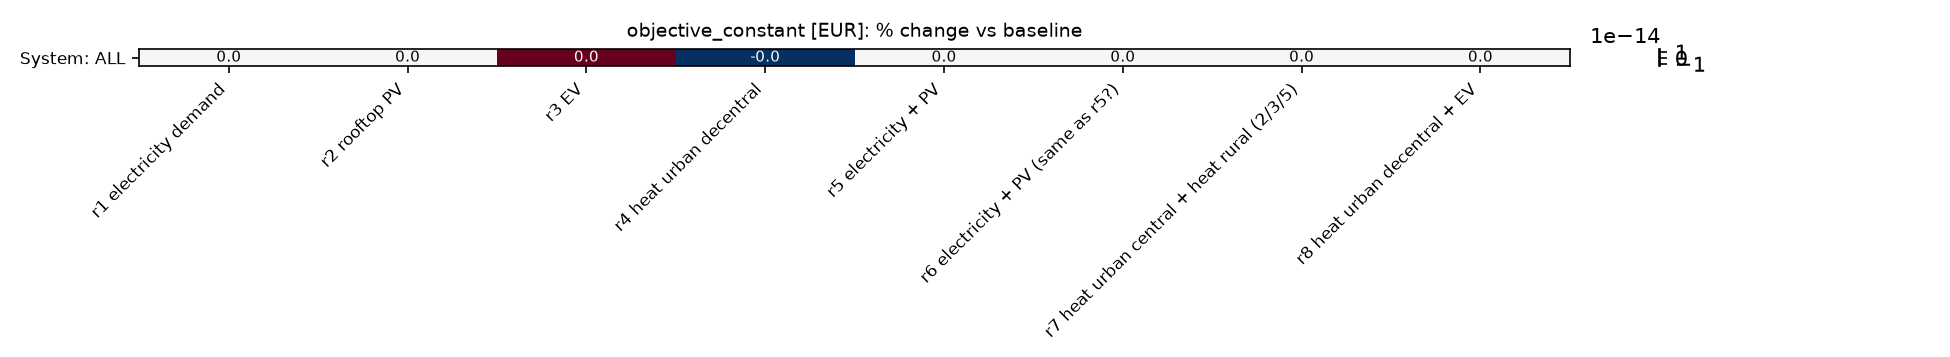 objective_constant [EUR]: % change vs baseline
1e−14
System: ALL
0.0 0.0 0.0 -0.0 0.0 0.0 0.0 0.0
1
0
−1
r1 electricity demand
r2 rooftop PV
r3 EV
r4 heat urban decentral
r5 electricity + PV
r6 electricity + PV (same as r5?)
r7 heat urban central + heat rural (2/3/5)
r8 heat urban decentral + EV